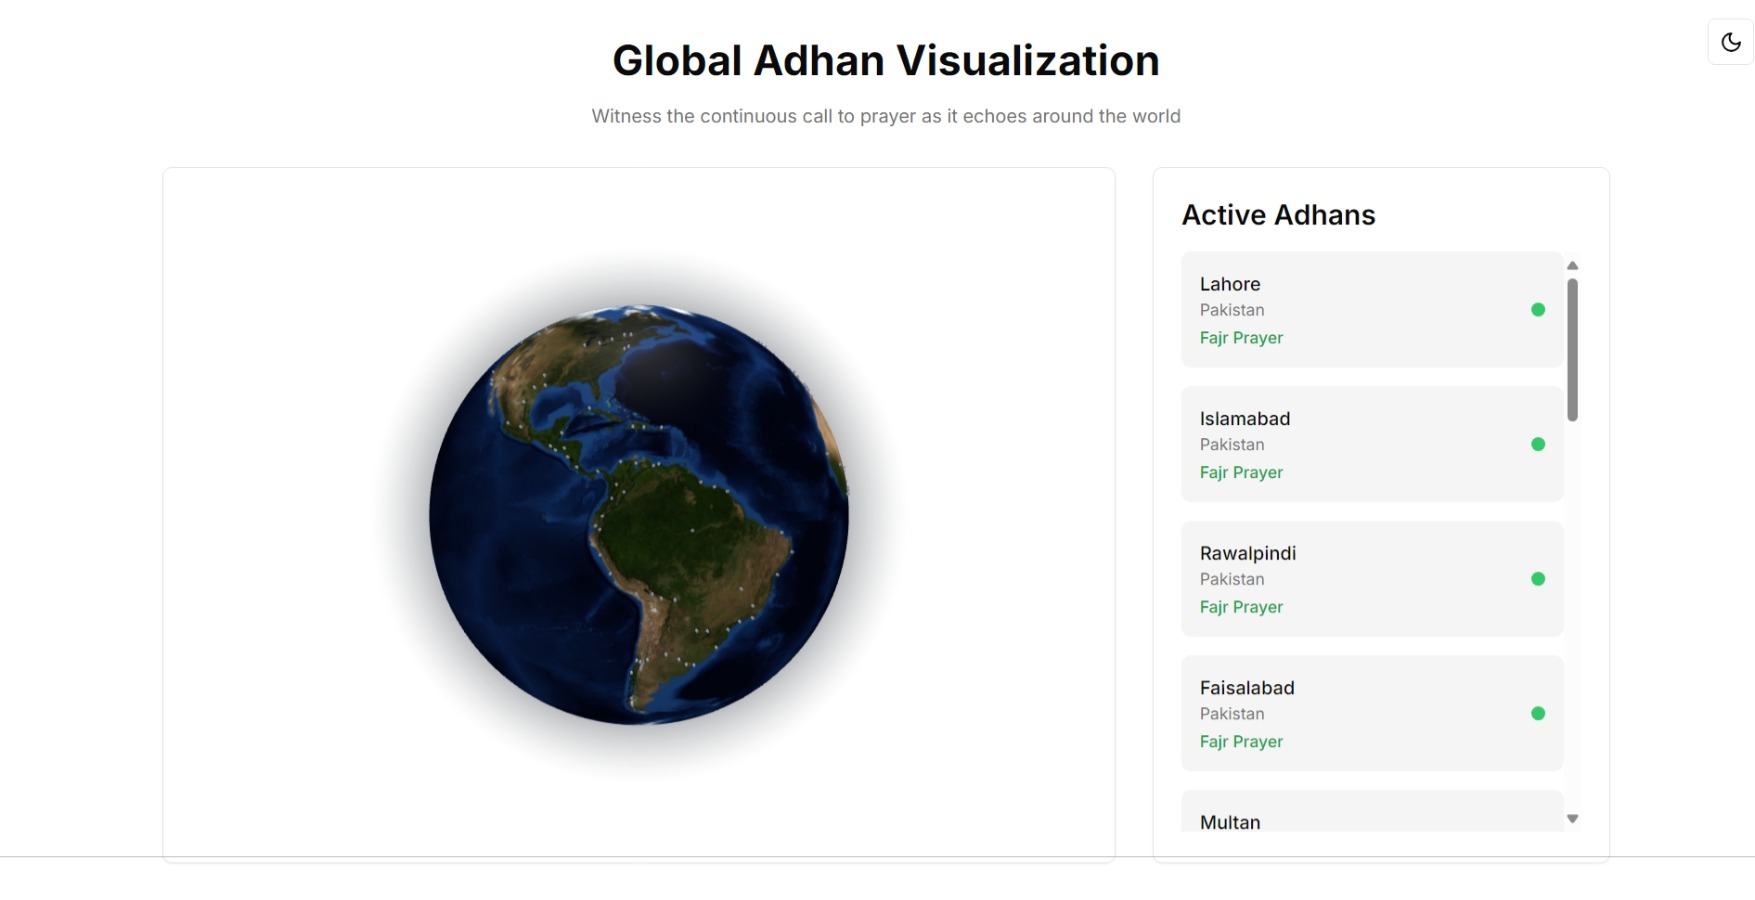 Global Adhan Visualization
Witness the continuous call to prayer as it echoes around the world
Active Adhans
Lahore
Pakistan
Fajr Prayer
Islamabad
Pakistan
Fajr Prayer
Rawalpindi
Pakistan
Fajr Prayer
Faisalabad
Pakistan
Fajr Prayer
Multan